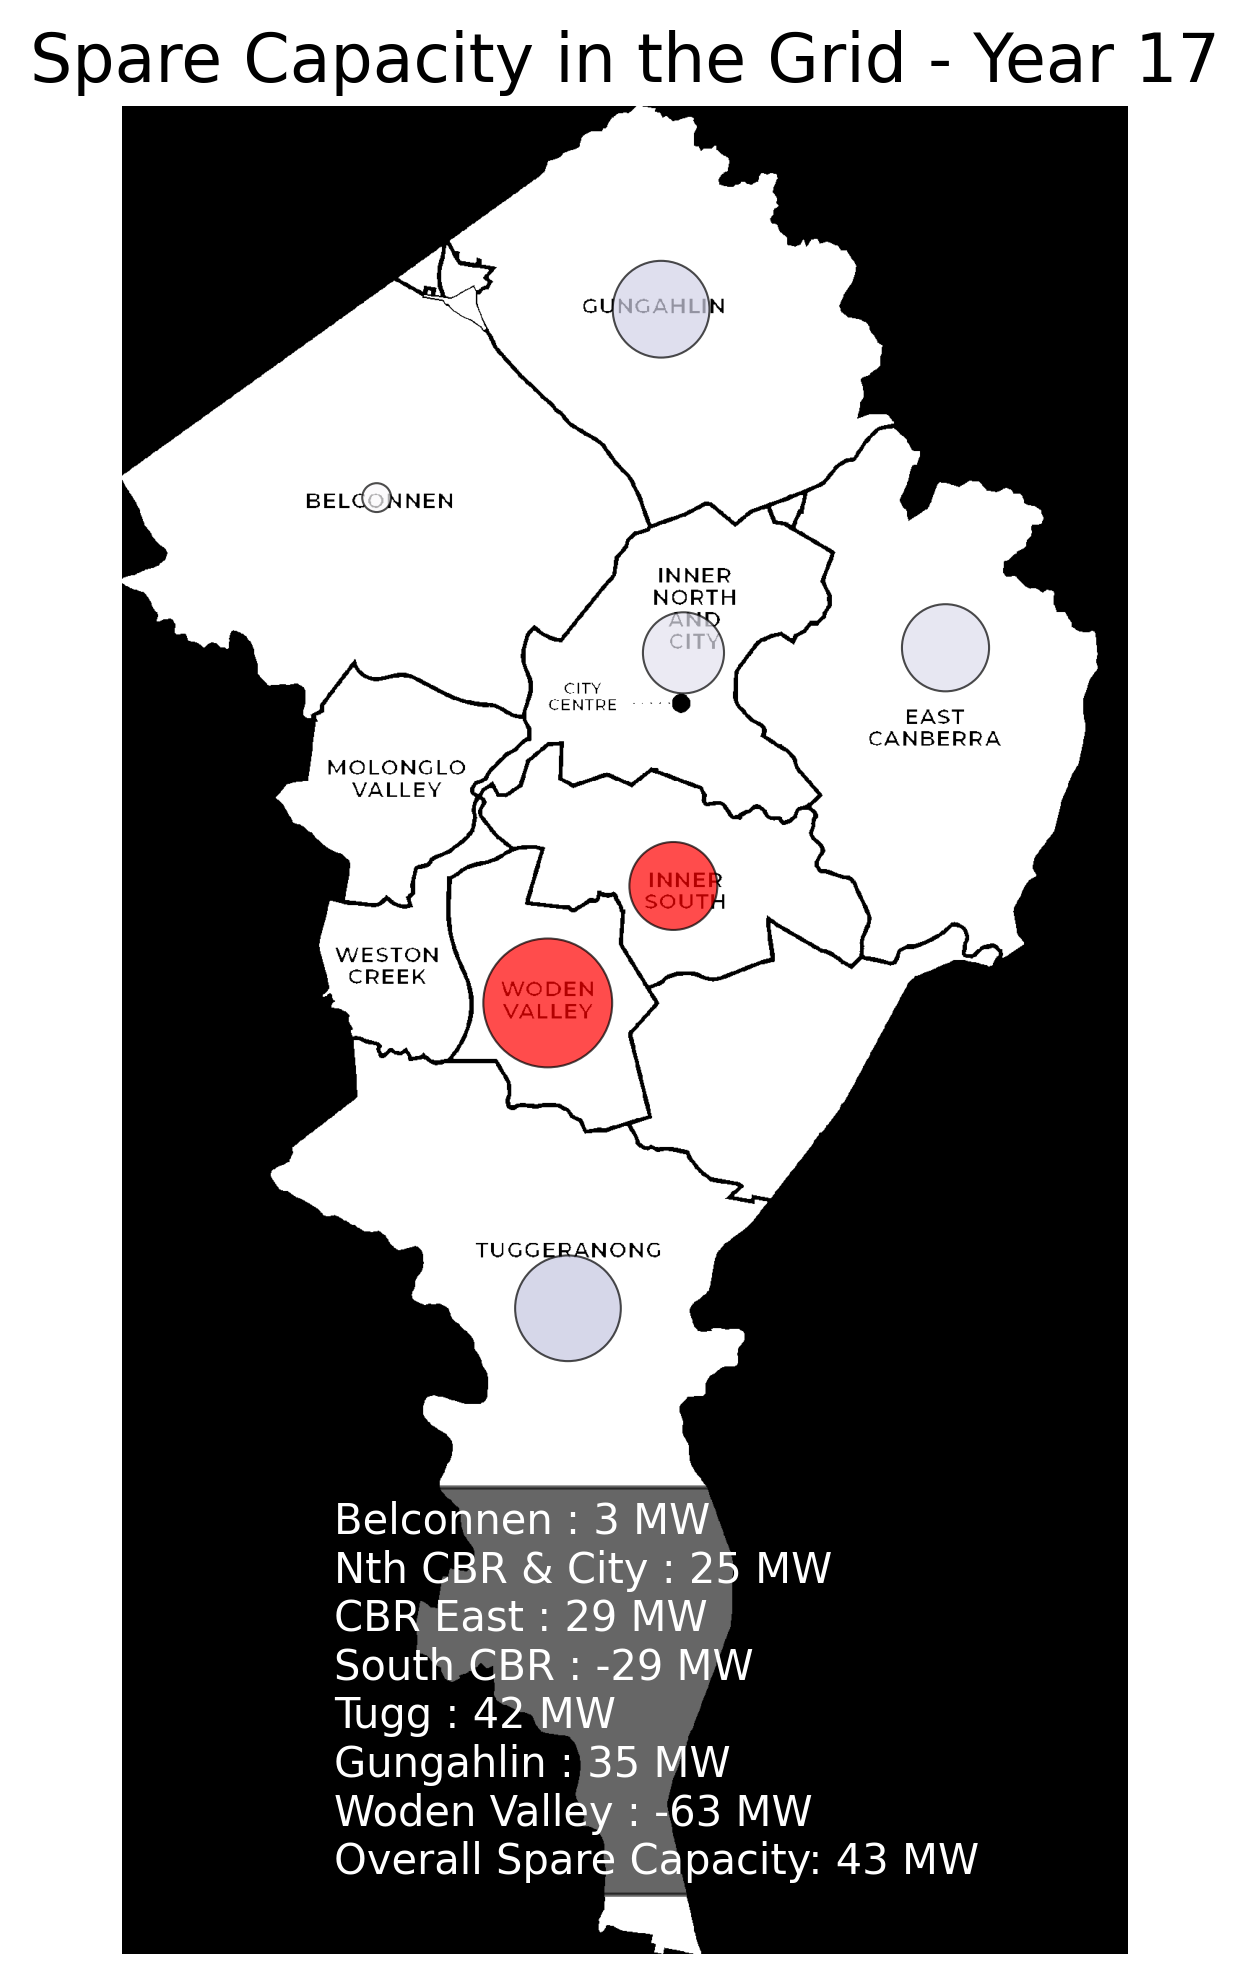 Spare Capacity in the Grid - Year 17
GUNGAHLIN
BELCONNEN
INNER
NORTH
AND
CITY
CITY
CENTRE
EAST
CANBERRA
MOLONGLO
VALLEY
INNER
SOUTH
WESTON
CREEK
WODEN
VALLEY
TUGGERANONG
Belconnen : 3 MW
Nth CBR & City : 25 MW
CBR East : 29 MW
South CBR : -29 MW
Tugg : 42 MW
Gungahlin : 35 MW
Woden Valley : -63 MW
Overall Spare Capacity: 43 MW